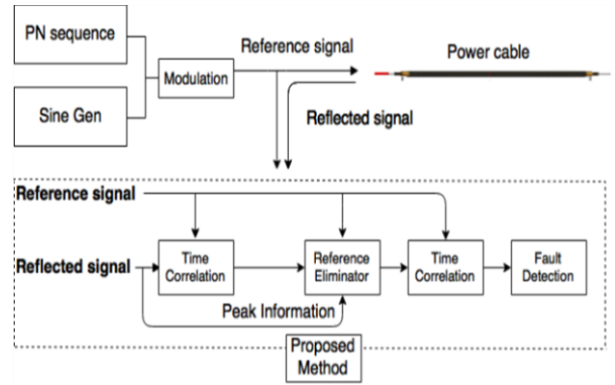 PN sequence
Sine Gen
Modulation
Reference signal
Power cable
Reflected signal
Reference signal
Reflected signal
Time
Correlation
Reference
Eliminator
Time
Correlation
Fault
Detection
Peak Information
Proposed
Method